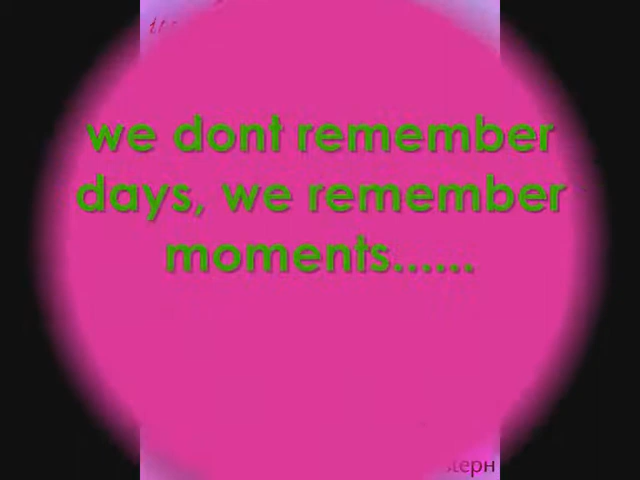 we dont remember
days, we remember
moments......